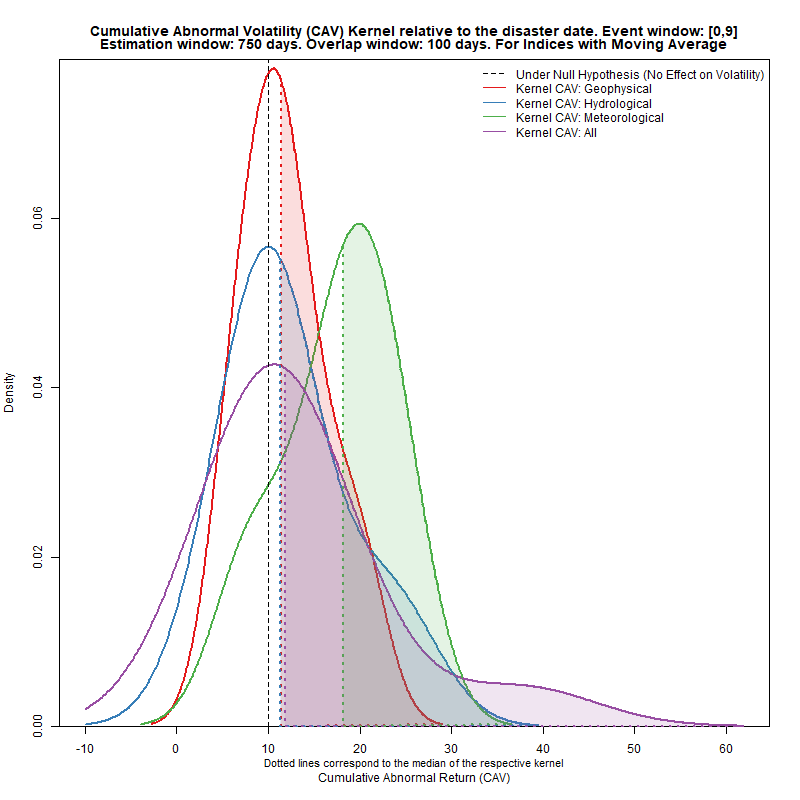 Cumulative Abnormal Volatility (CAV) Kernel relative to the disaster date. Event window: [0,9]
Estimation window: 750 days. Overlap window: 100 days. For Indices with Moving Average
Under Null Hypothesis (No Effect on Volatility)
Kernel CAV: Geophysical
Kernel CAV: Hydrological
Kernel CAV: Meteorological
Kernel CAV: All
Density
0.06
0.04
0.02
0.00
-10 0 10 20 30 40 50 60
Dotted lines correspond to the median of the respective kernel
Cumulative Abnormal Return (CAV)